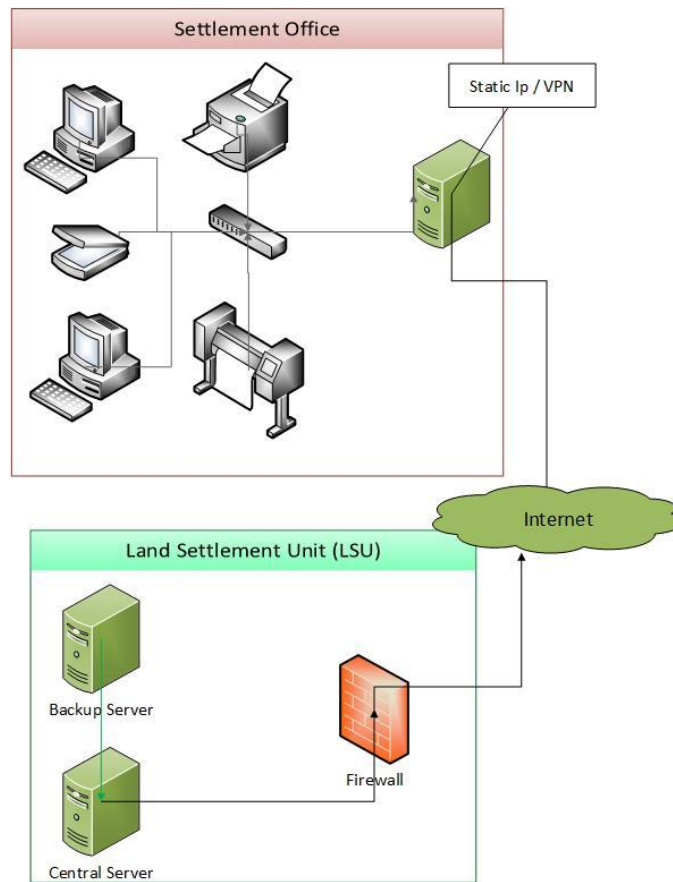 Settlement Office
Static Ip / VPN
Internet
Land Settlement Unit (LSU)
Backup Server
Firewall
Central Server